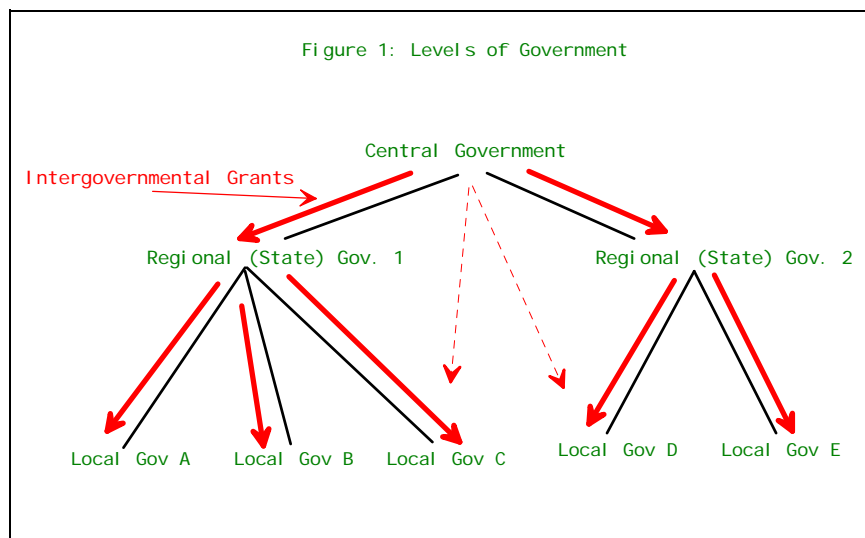 Figure 1: Levels of Government
Central Government
Intergovernmental Grants
Regional (State) Gov. 1
Regional (State) Gov. 2
Local Gov A
Local Gov B
Local Gov C
Local Gov D
Local Gov E